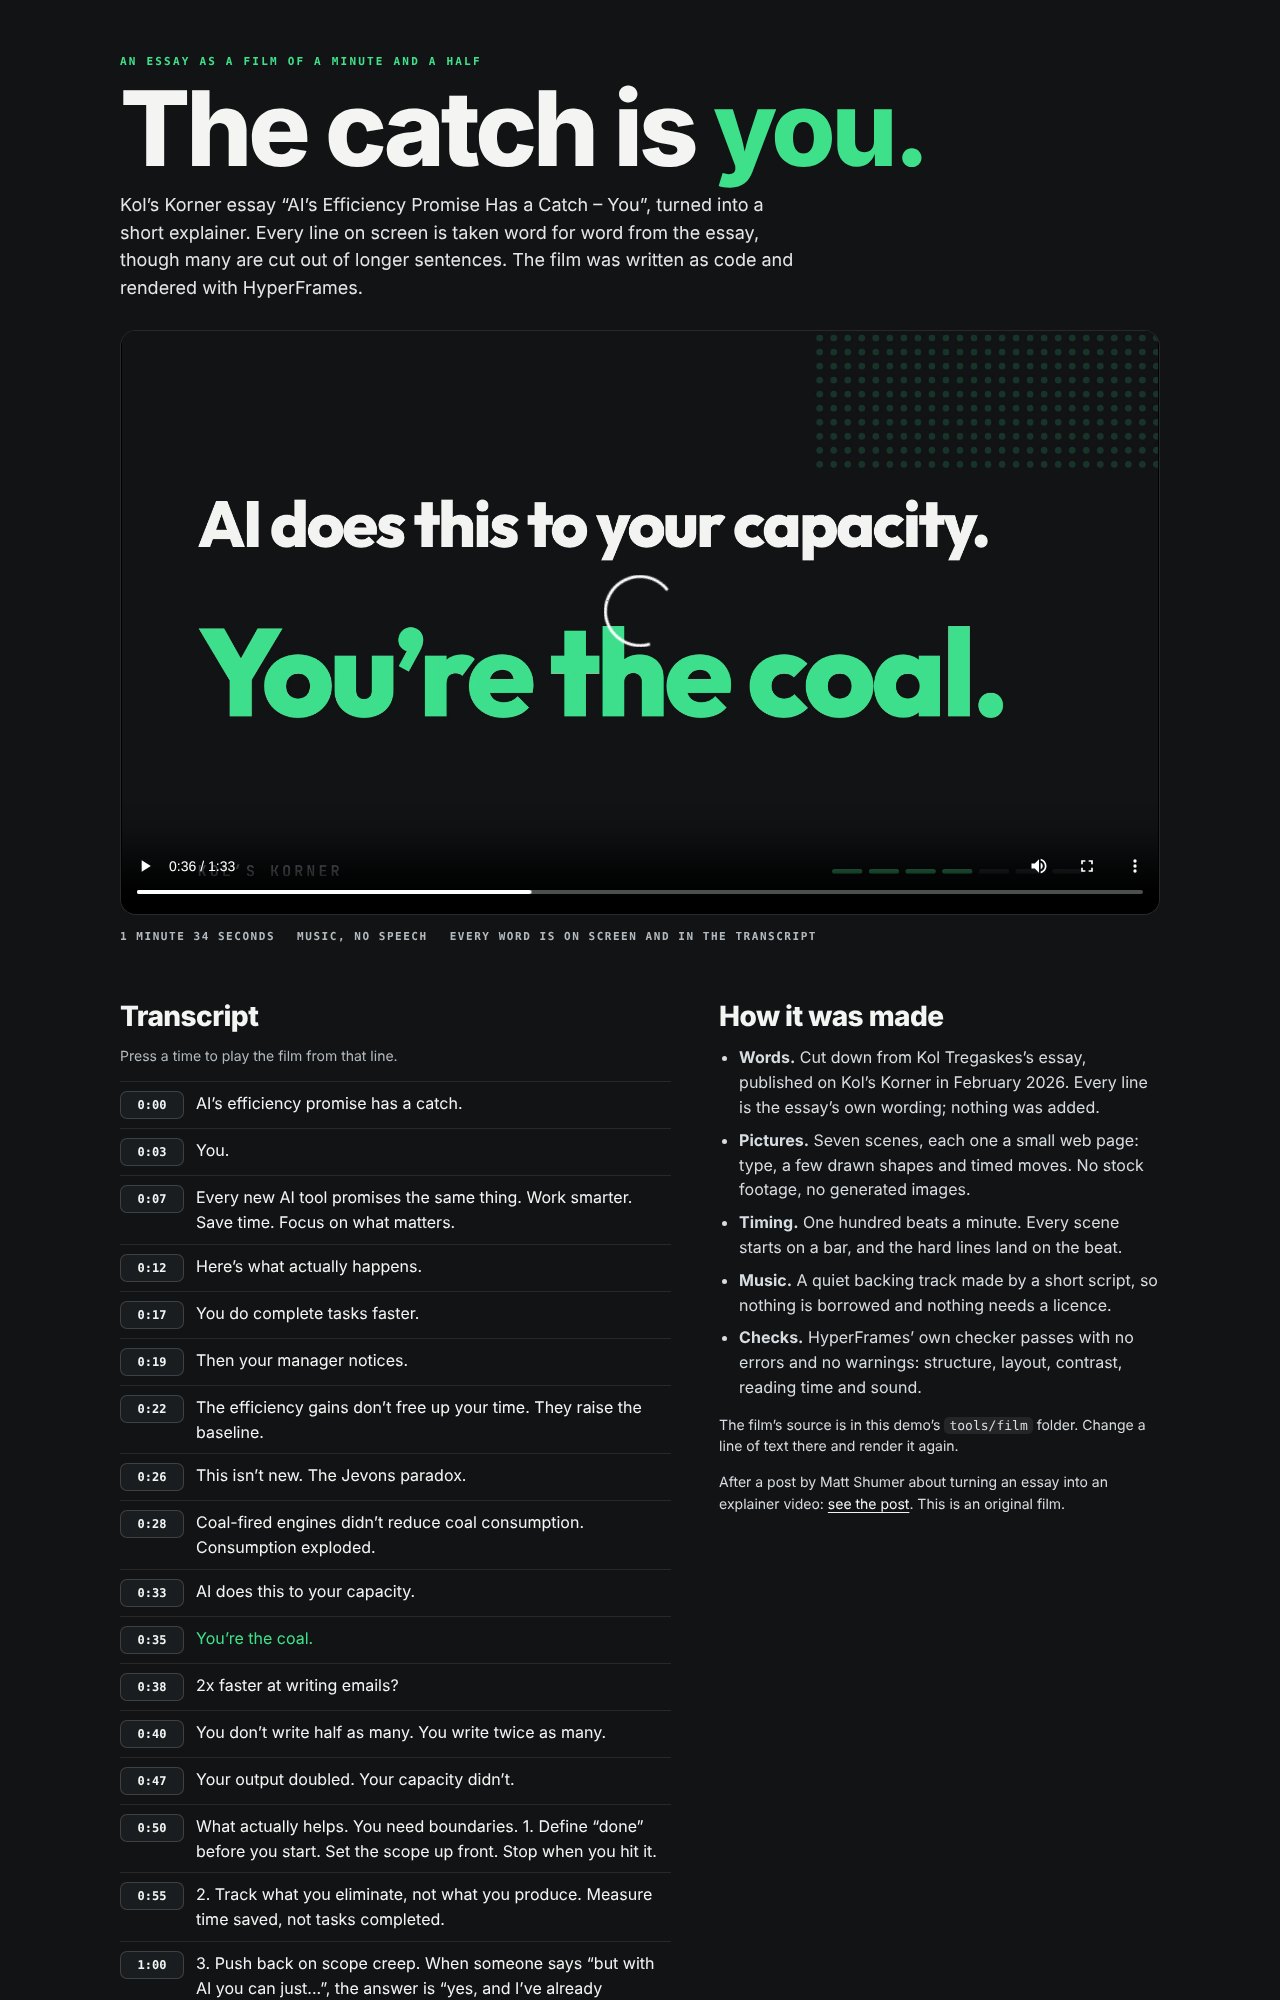 AN ESSAY AS A FILM OF A MINUTE AND A HALF
The catch is you.
Kol’s Korner essay “AI’s Efficiency Promise Has a Catch – You”, turned into a
short explainer. Every line on screen is taken word for word from the essay,
though many are cut out of longer sentences. The film was written as code and
rendered with HyperFrames.
AI does this to your capacity.
You’re the coal.
KOL’S KORNER
0:36 / 1:33
1 MINUTE 34 SECONDS MUSIC, NO SPEECH EVERY WORD IS ON SCREEN AND IN THE TRANSCRIPT
Transcript
Press a time to play the film from that line.
0:00 AI’s efficiency promise has a catch.
0:03 You.
0:07 Every new AI tool promises the same thing. Work smarter.
Save time. Focus on what matters.
0:12 Here’s what actually happens.
0:17 You do complete tasks faster.
0:19 Then your manager notices.
0:22 The efficiency gains don’t free up your time. They raise the
baseline.
0:26 This isn’t new. The Jevons paradox.
0:28 Coal-fired engines didn’t reduce coal consumption.
Consumption exploded.
0:33 AI does this to your capacity.
0:35 You’re the coal.
0:38 2x faster at writing emails?
0:40 You don’t write half as many. You write twice as many.
0:47 Your output doubled. Your capacity didn’t.
0:50 What actually helps. You need boundaries. 1. Define “done”
before you start. Set the scope up front. Stop when you hit it.
0:55 2. Track what you eliminate, not what you produce. Measure
time saved, not tasks completed.
1:00 3. Push back on scope creep. When someone says “but with
AI you can just…”, the answer is “yes, and I’ve already
How it was made
• Words. Cut down from Kol Tregaskes’s essay,
published on Kol’s Korner in February 2026. Every line
is the essay’s own wording; nothing was added.
• Pictures. Seven scenes, each one a small web page:
type, a few drawn shapes and timed moves. No stock
footage, no generated images.
• Timing. One hundred beats a minute. Every scene
starts on a bar, and the hard lines land on the beat.
• Music. A quiet backing track made by a short script, so
nothing is borrowed and nothing needs a licence.
• Checks. HyperFrames’ own checker passes with no
errors and no warnings: structure, layout, contrast,
reading time and sound.
The film’s source is in this demo’s tools/film folder. Change a
line of text there and render it again.
After a post by Matt Shumer about turning an essay into an
explainer video: see the post. This is an original film.